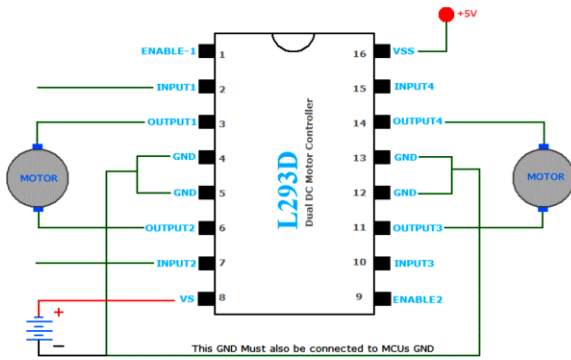 +5V
ENABLE-1
1
16
VSS
INPUT1
2
15
INPUT4
OUTPUT1
3
14
OUTPUT4
GND
4
13
GND
MOTOR
L293D
Dual DC Motor Controller
MOTOR
GND
5
12
GND
OUTPUT2
6
11
OUTPUT3
INPUT2
7
10
INPUT3
VS
8
9
ENABLE2
+
−
This GND Must also be connected to MCUs GND